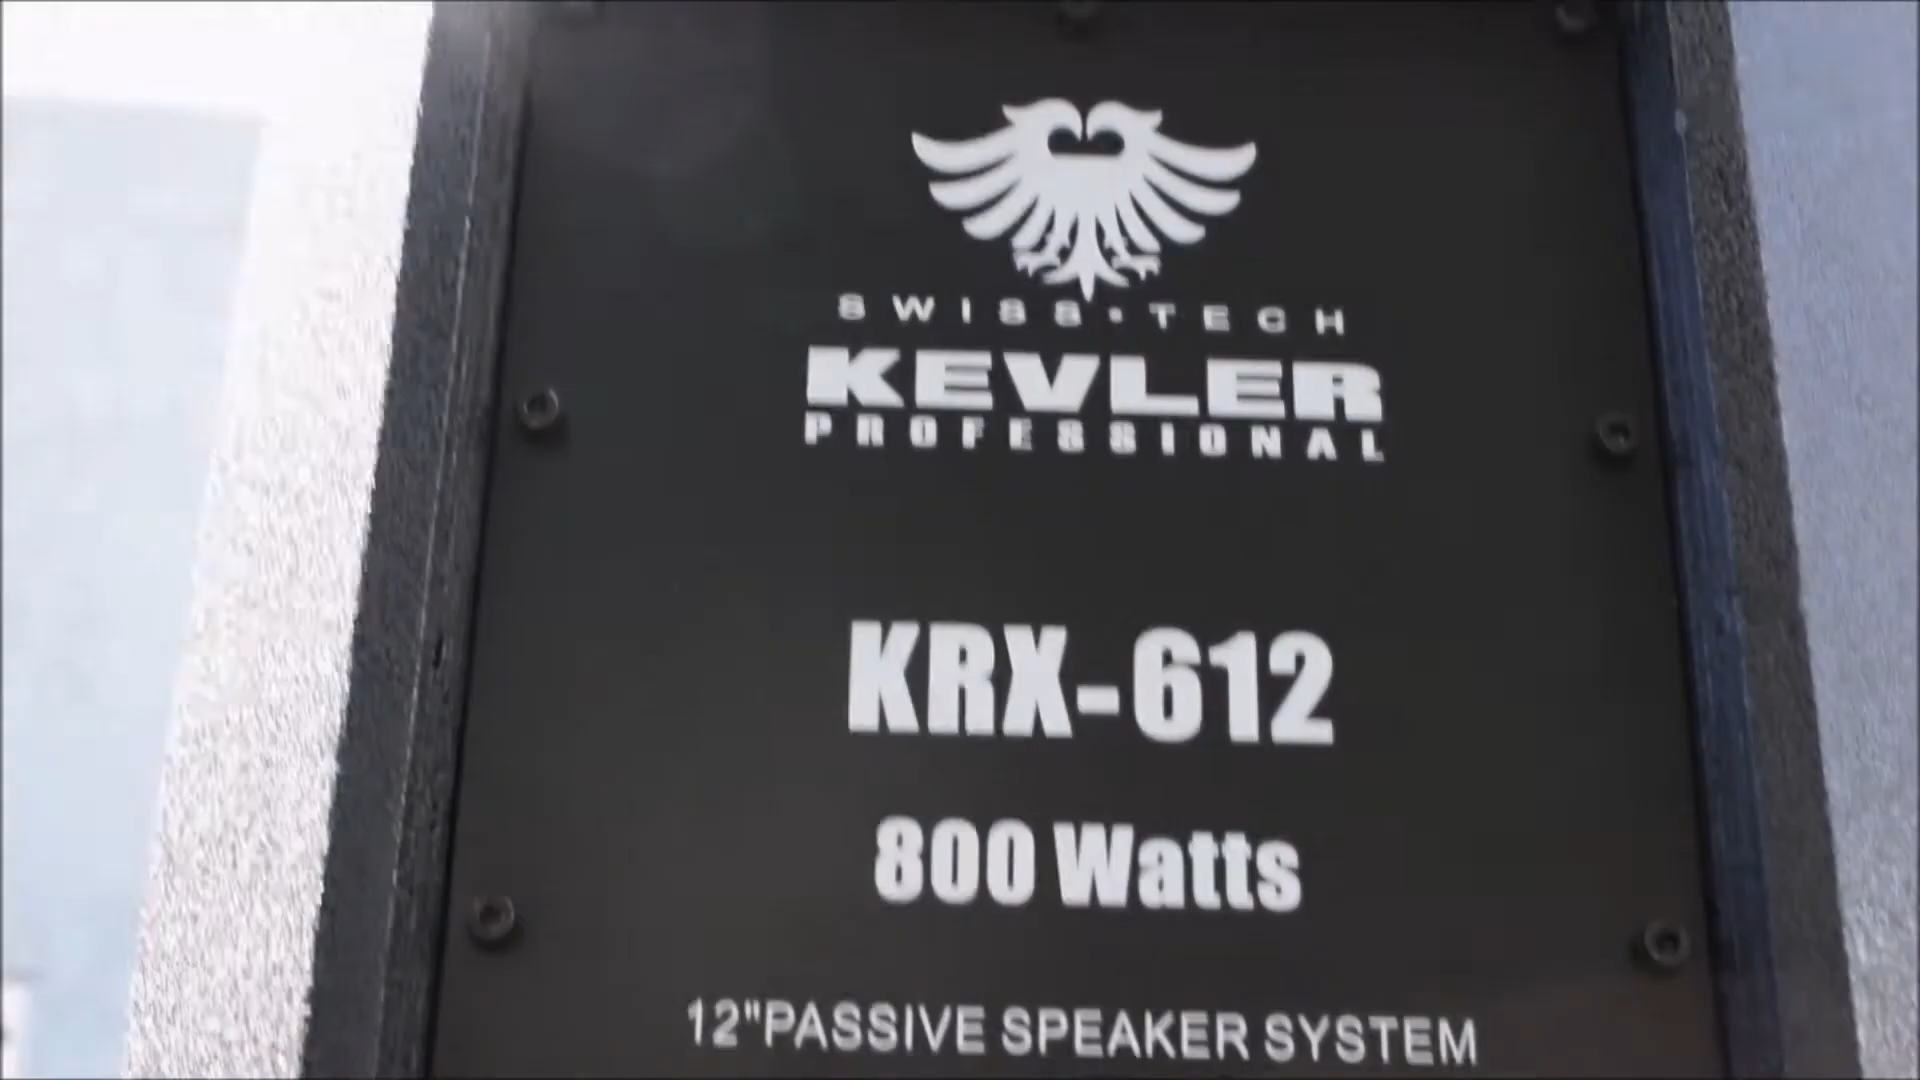 SWISS•TECH
KEVLER
PROFESSIONAL
KRX-612
800 Watts
12"PASSIVE SPEAKER SYSTEM